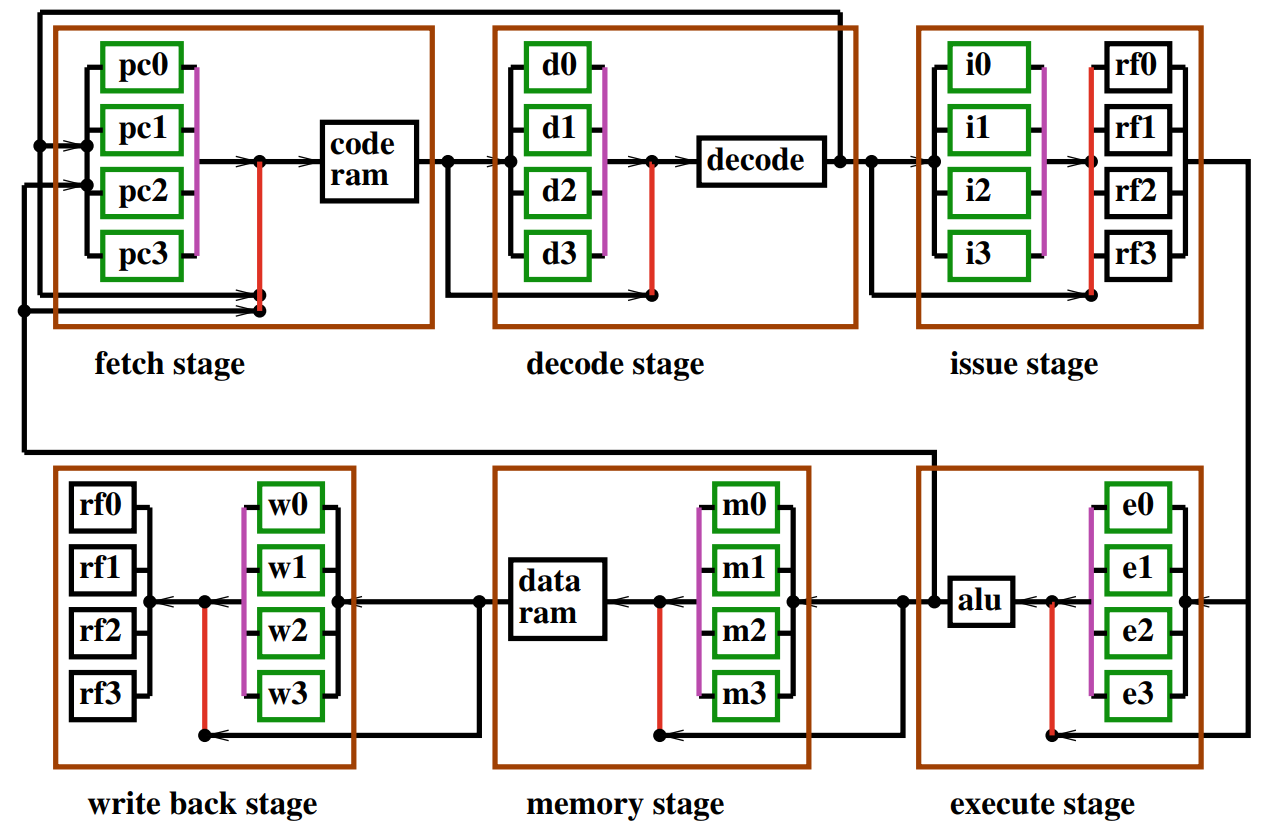 pc0
pc1
pc2
pc3
code
ram
fetch stage
d0
d1
d2
d3
decode
decode stage
i0
i1
i2
i3
rf0
rf1
rf2
rf3
issue stage
rf0
rf1
rf2
rf3
w0
w1
w2
w3
write back stage
data
ram
m0
m1
m2
m3
memory stage
alu
e0
e1
e2
e3
execute stage